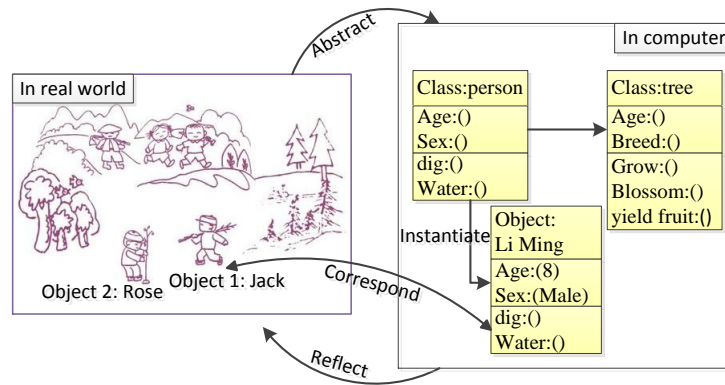 Abstract
In real world
In computer
Class:person
Age:()
Sex:()
dig:()
Water:()
Class:tree
Age:()
Breed:()
Grow:()
Blossom:()
yield fruit:()
Instantiate
Object:
Li Ming
Age:(8)
Sex:(Male)
dig:()
Water:()
Object 1: Jack
Object 2: Rose
Correspond
Reflect